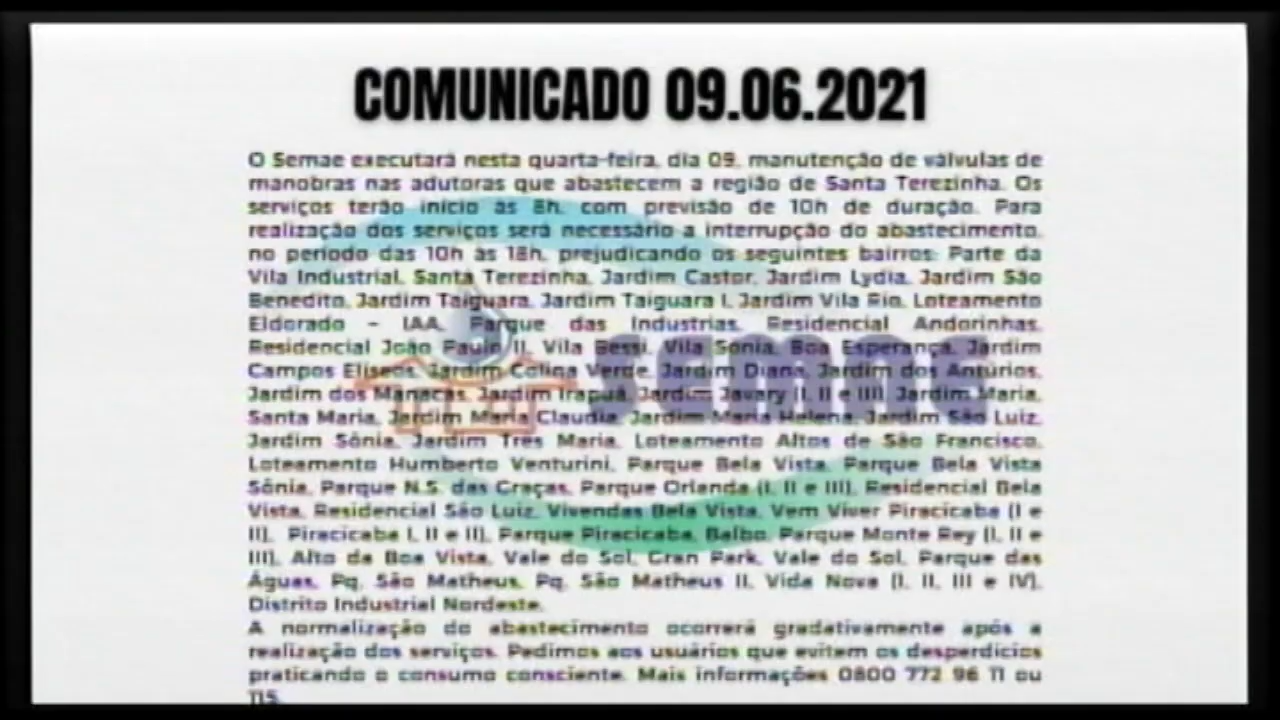 COMUNICADO 09.06.2021
O Semae executará nesta quarta-feira, dia 09, manutenção de válvulas de
manobras nas adutoras que abastecem a região de Santa Terezinha. Os
serviços terão início às 8h, com previsão de 10h de duração. Para
realização dos serviços será necessário a interrupção do abastecimento,
no período das 10h às 18h, prejudicando os seguintes bairros: Parte da
Vila Industrial, Santa Terezinha, Jardim Castor, Jardim Lydia, Jardim São
Benedito, Jardim Taiguara, Jardim Taiguara I, Jardim Vila Rio, Loteamento
Eldorado – IAA, Parque das Industrias, Residencial Andorinhas,
Residencial João Paulo II, Vila Bessi, Vila Sonia, Boa Esperança, Jardim
Campos Elíseos, Jardim Colina Verde, Jardim Diana, Jardim dos Antúrios,
Jardim dos Manacás, Jardim Irapuá, Jardim Javary (I, II e III), Jardim Maria,
Santa Maria, Jardim Maria Claudia, Jardim Maria Helena, Jardim São Luiz,
Jardim Sônia, Jardim Três Maria, Loteamento Altos de São Francisco,
Loteamento Humberto Venturini, Parque Bela Vista, Parque Bela Vista
Sônia, Parque N.S. das Graças, Parque Orlanda (I, II e III), Residencial Bela
Vista, Residencial São Luiz, Vivendas Bela Vista, Vem Viver Piracicaba (I e
II), Piracicaba I, II e II), Parque Piracicaba, Balbo, Parque Monte Rey (I, II e
III), Alto da Boa Vista, Vale do Sol, Gran Park, Vale do Sol, Parque das
Águas, Pq. São Matheus, Pq. São Matheus II, Vida Nova (I, II, III e IV),
Distrito Industrial Nordeste.
A normalização do abastecimento ocorrerá gradativamente após a
realização dos serviços. Pedimos aos usuários que evitem os desperdícios
praticando o consumo consciente. Mais informações 0800 772 96 11 ou
115.
semae